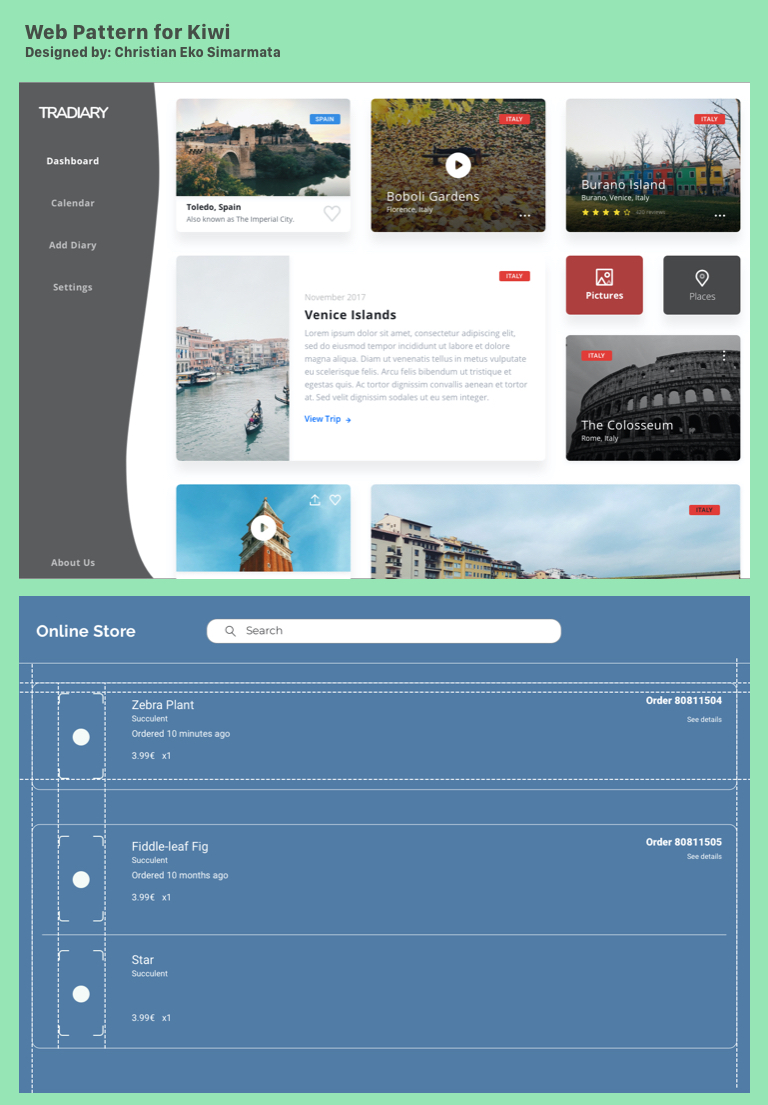 Web Pattern for Kiwi
Designed by: Christian Eko Simarmata
TRADIARY
Dashboard
Calendar
Add Diary
Settings
About Us
SPAIN
Toledo, Spain
Also known as The Imperial City.
ITALY
Boboli Gardens
Florence, Italy
ITALY
Burano Island
Burano, Venice, Italy
reviews
ITALY
November 2017
Venice Islands
Lorem ipsum dolor sit amet, consectetur adipiscing elit,
sed do eiusmod tempor incididunt ut labore et dolore
magna aliqua. Diam ut venenatis tellus in metus vulputate
eu scelerisque felis. Arcu felis bibendum ut tristique et
egestas quis. Ac tortor dignissim convallis aenean et tortor
at. Sed velit dignissim sodales ut eu sem integer.
View Trip
Pictures
Places
ITALY
The Colosseum
Rome, Italy
ITALY
Online Store
Search
Zebra Plant
Succulent
Ordered 10 minutes ago
3.99€ x1
Order 80811504
See details
Fiddle-leaf Fig
Succulent
Ordered 10 months ago
3.99€ x1
Order 80811505
See details
Star
Succulent
3.99€ x1